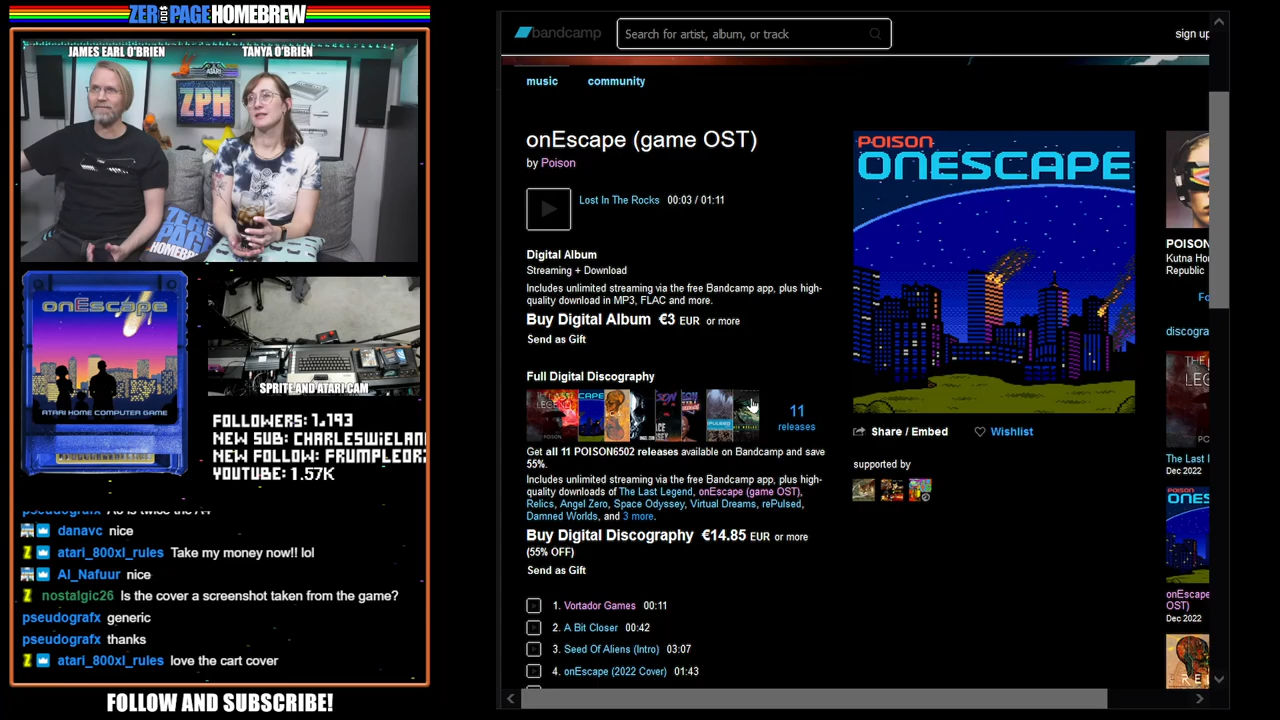 ZERO PAGE HOMEBREW
JAMES EARL O'BRIEN
TANYA O'BRIEN
ATARI
ZPH
ZERO PAGE
HOMEBREW
onEscape
ATARI HOME COMPUTER GAME
SPRITE AND ATARI CAM
FOLLOWERS: 1,193
NEW SUB: CHARLESWIELAN
NEW FOLLOW: FRUMPLEOR
YOUTUBE: 1.57K
danavc nice
atari_800xl_rules Take my money now!! lol
Al_Nafuur nice
nostalgic26 Is the cover a screenshot taken from the game?
pseudografx generic
pseudografx thanks
atari_800xl_rules love the cart cover
FOLLOW AND SUBSCRIBE!
bandcamp
Search for artist, album, or track
sign up
music
community
onEscape (game OST)
by Poison
Lost In The Rocks 00:03 / 01:11
Digital Album
Streaming + Download
Includes unlimited streaming via the free Bandcamp app, plus high-
quality download in MP3, FLAC and more.
Buy Digital Album €3 EUR or more
Send as Gift
Full Digital Discography
11
releases
Get all 11 POISON6502 releases available on Bandcamp and save
55%.
Includes unlimited streaming via the free Bandcamp app, plus high-
quality downloads of The Last Legend, onEscape (game OST),
Relics, Angel Zero, Space Odyssey, Virtual Dreams, rePulsed,
Damned Worlds, and 3 more.
Buy Digital Discography €14.85 EUR or more
(55% OFF)
Send as Gift
1. Vortador Games 00:11
2. A Bit Closer 00:42
3. Seed Of Aliens (Intro) 03:07
4. onEscape (2022 Cover) 01:43
POISON
ONESCAPE
Share / Embed
Wishlist
supported by
POISON
Kutna Hor
Republic
Fo
discogra
The Last
Dec 2022
ONES
onEscape
OST)
Dec 2022